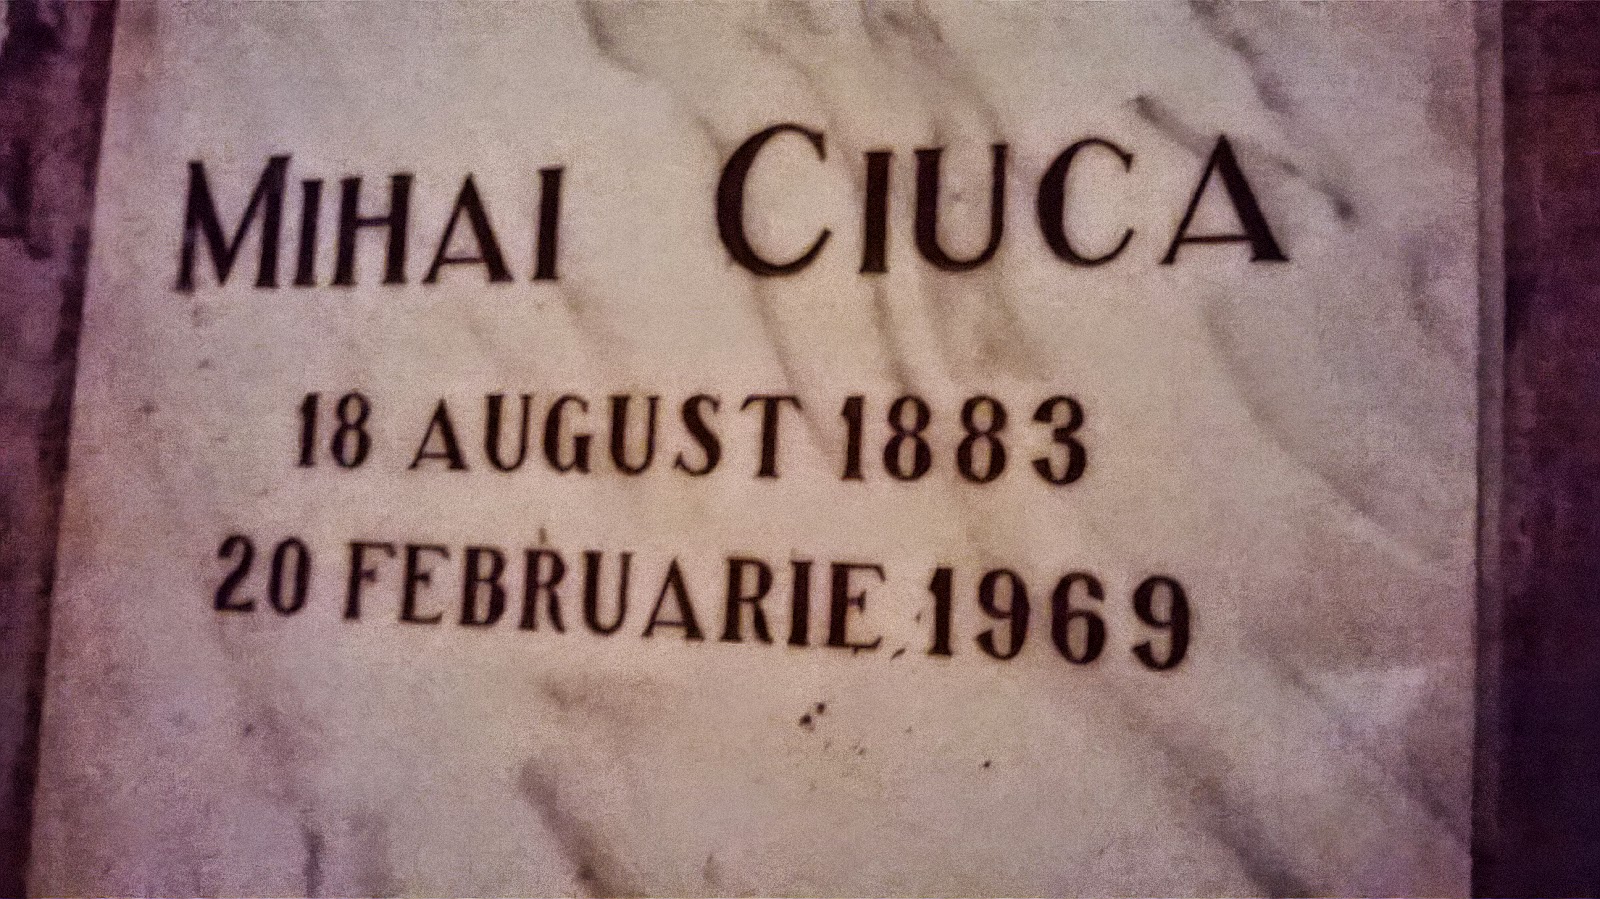 MIHAI CIUCA
18 AUGUST 1883
20 FEBRUARIE 1969